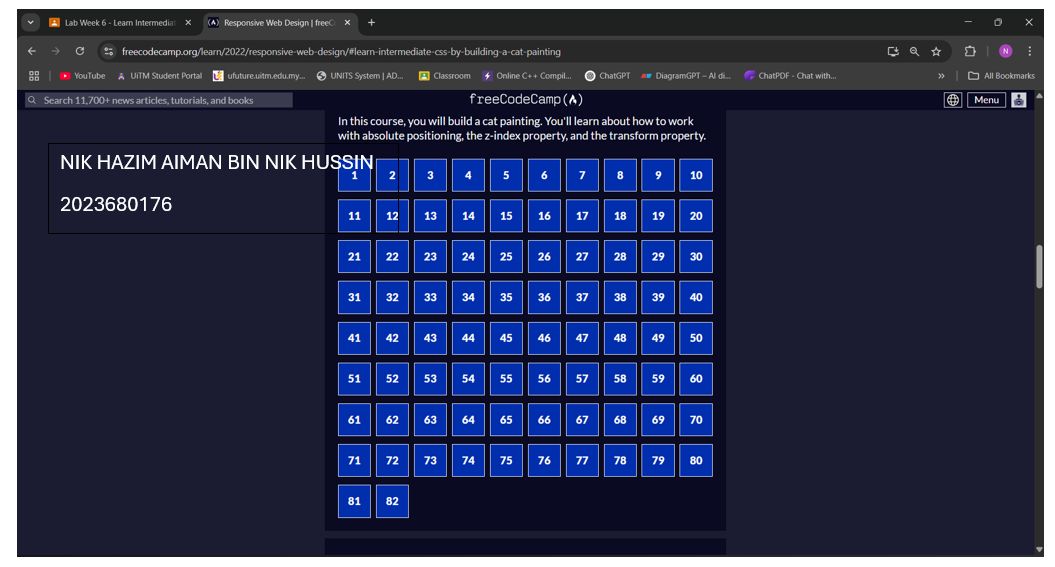 Lab Week 6 - Learn Intermediat
Responsive Web Design | freeC
freecodecamp.org/learn/2022/responsive-web-design/#learn-intermediate-css-by-building-a-cat-painting
N
YouTube UiTM Student Portal ufuture.uitm.edu.my... UNITS System | AD... Classroom Online C++ Compil... ChatGPT DiagramGPT – AI di... ChatPDF - Chat with... » All Bookmarks
Search 11,700+ news articles, tutorials, and books
freeCodeCamp
Menu
In this course, you will build a cat painting. You'll learn about how to work
with absolute positioning, the z-index property, and the transform property.
NIK HAZIM AIMAN BIN NIK HUSSIN
2023680176
1 2 3 4 5 6 7 8 9 10
11 12 13 14 15 16 17 18 19 20
21 22 23 24 25 26 27 28 29 30
31 32 33 34 35 36 37 38 39 40
41 42 43 44 45 46 47 48 49 50
51 52 53 54 55 56 57 58 59 60
61 62 63 64 65 66 67 68 69 70
71 72 73 74 75 76 77 78 79 80
81 82